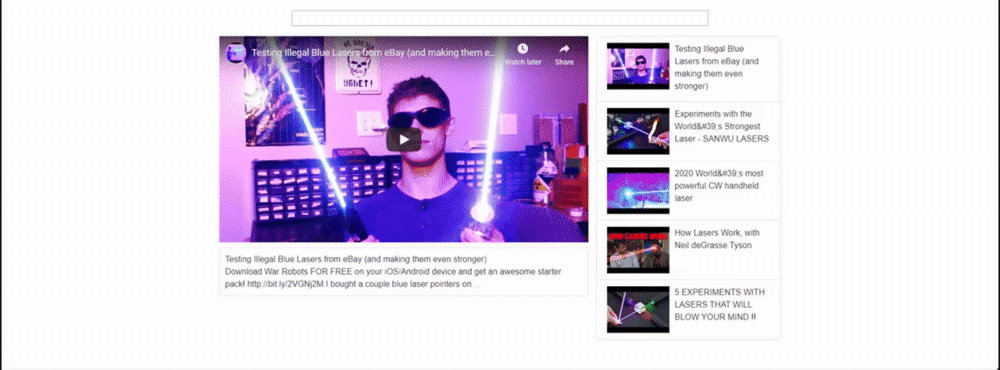 Testing Illegal Blue Lasers from eBay (and making them e...
Watch later
Share
УБЬЕТ!
Testing Illegal Blue Lasers from eBay (and making them even stronger)
Download War Robots FOR FREE on your iOS/Android device and get an awesome starter
pack! http://bit.ly/2VGNj2M I bought a couple blue laser pointers on ...
Testing Illegal Blue
Lasers from eBay (and
making them even
stronger)
Experiments with the
World&#39;s Strongest
Laser - SANWU LASERS
2020 World&#39;s most
powerful CW handheld
laser
How Lasers Work, with
Neil deGrasse Tyson
5 EXPERIMENTS WITH
LASERS THAT WILL
BLOW YOUR MIND !!